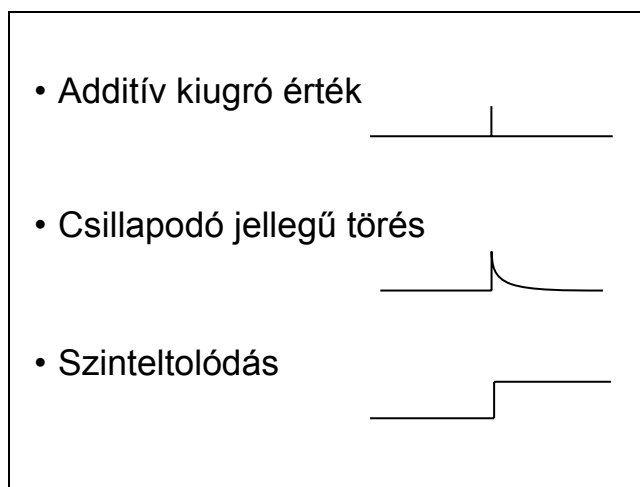 • Additív kiugró érték
• Csillapodó jellegű törés
• Szinteltolódás